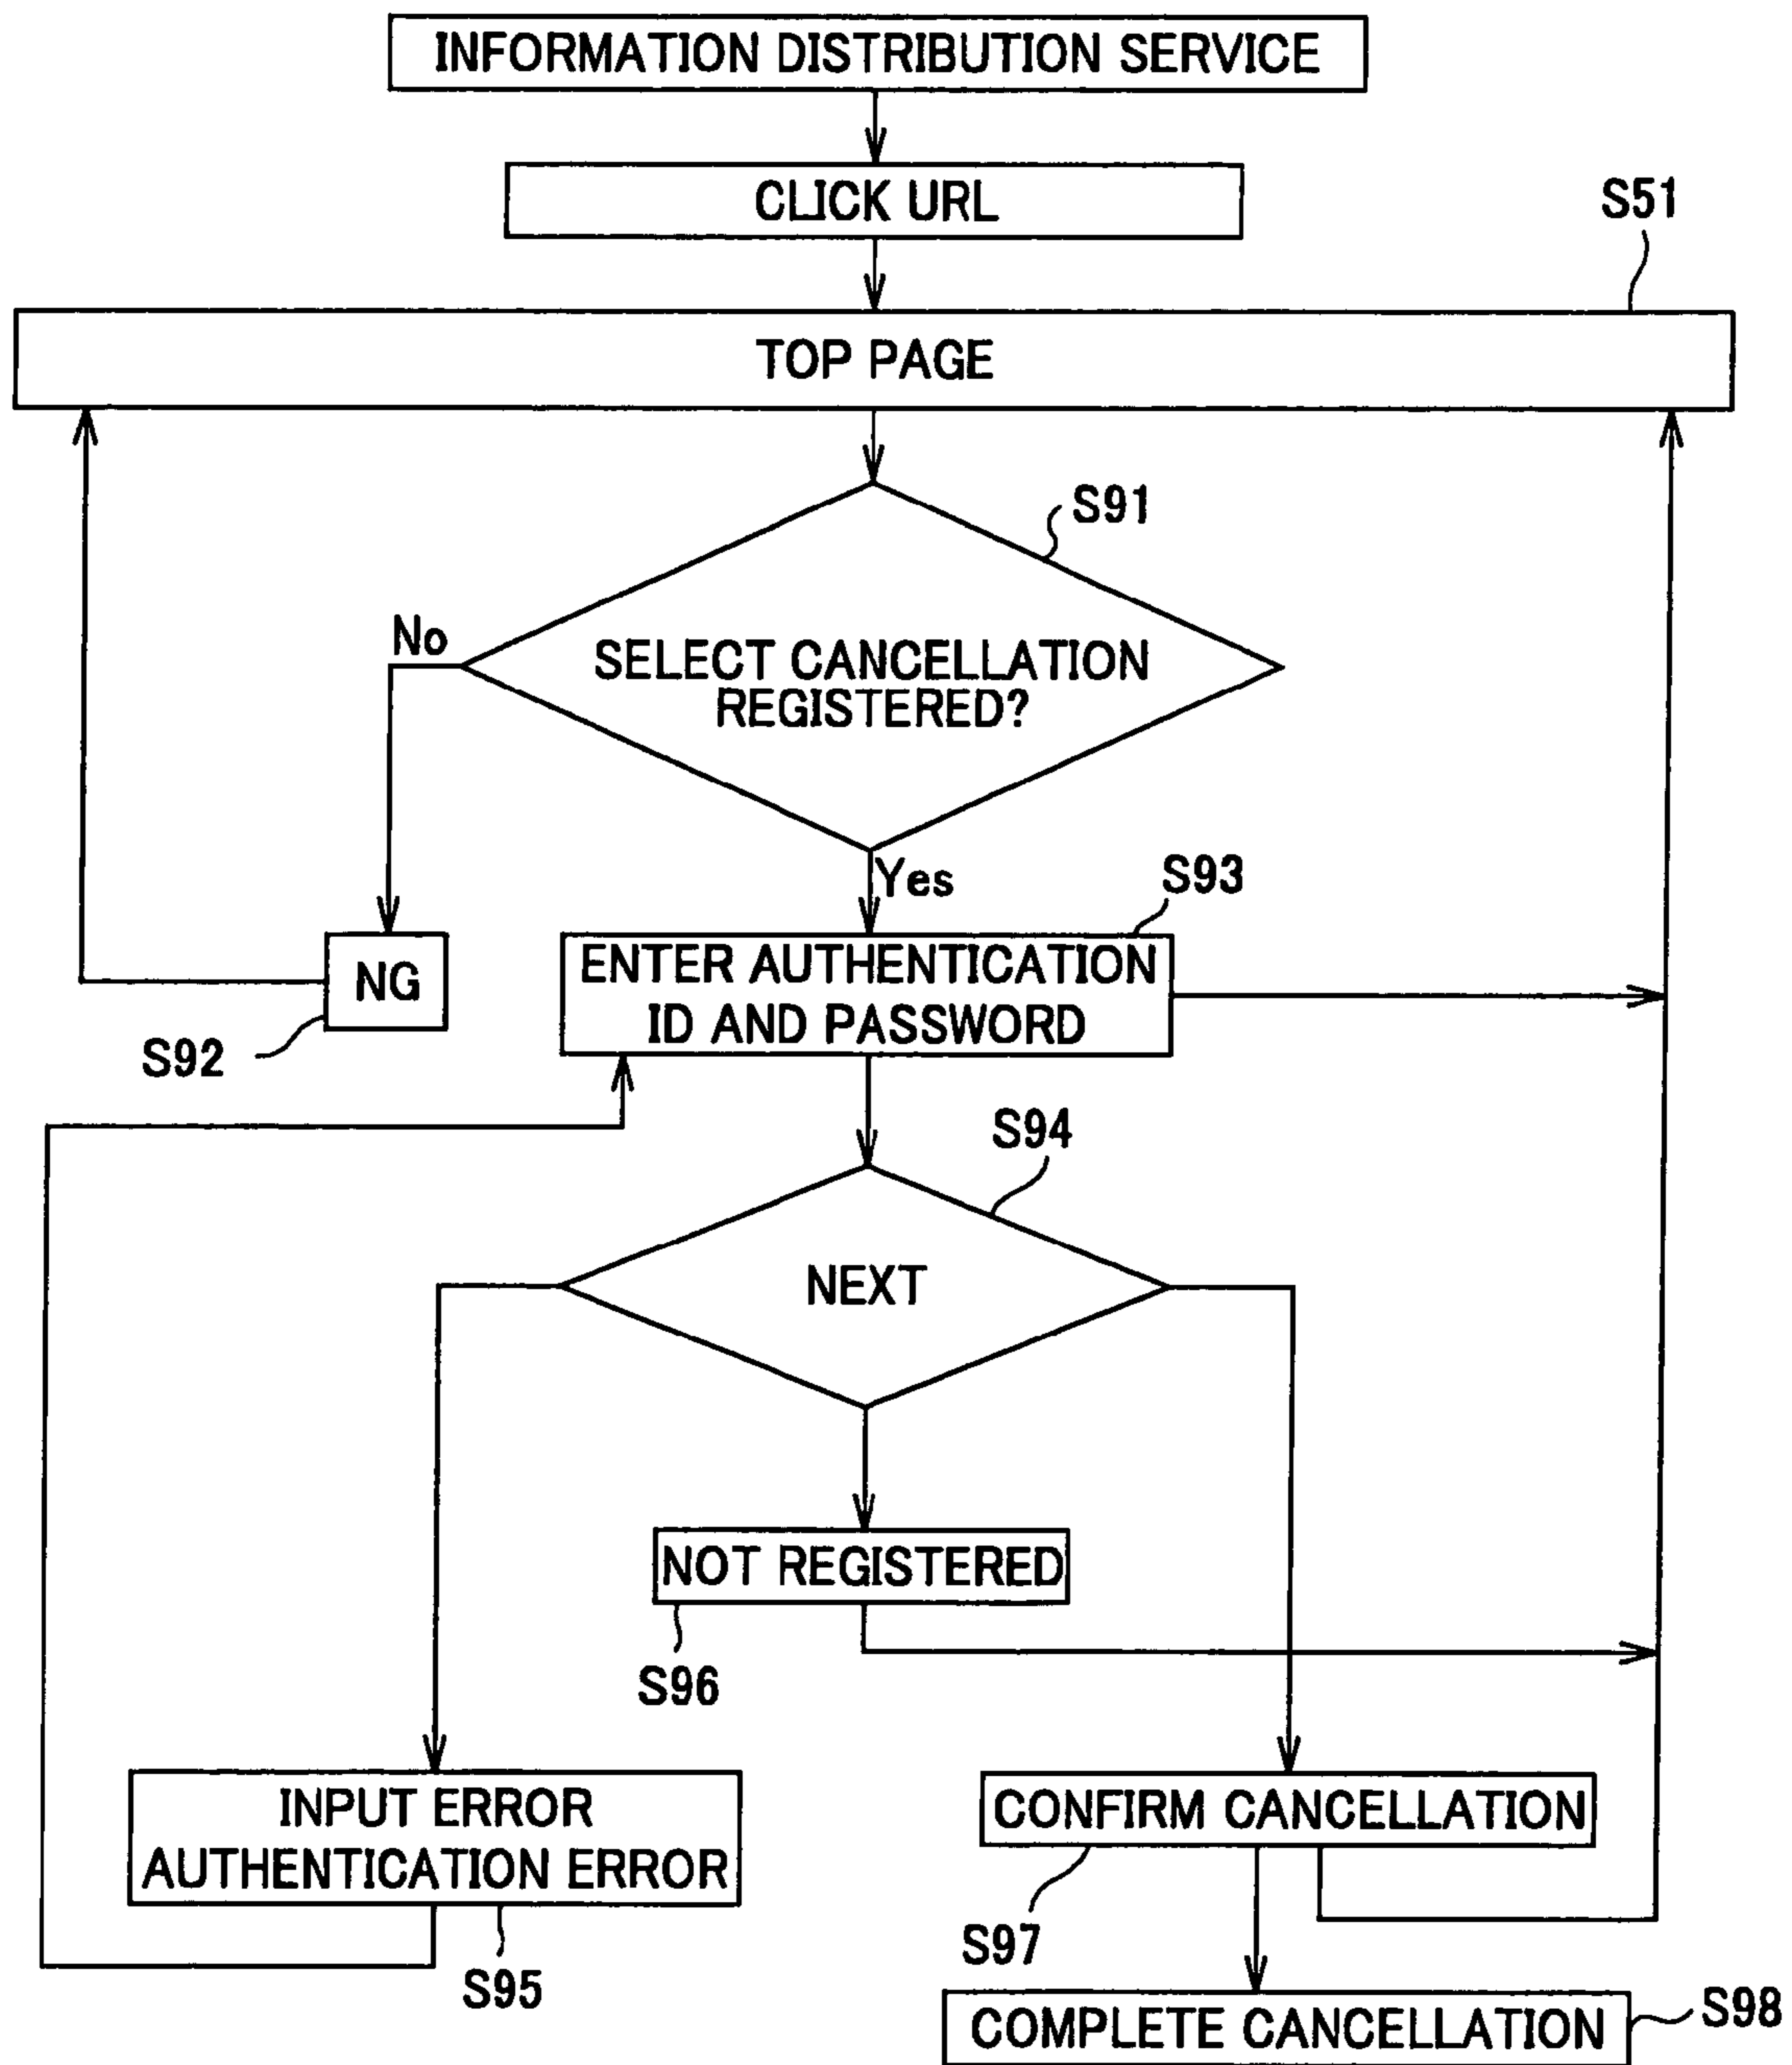 INFORMATION DISTRIBUTION SERVICE
CLICK URL
S51
TOP PAGE
S91
No
SELECT CANCELLATION
REGISTERED?
Yes
S93
NG
ENTER AUTHENTICATION
ID AND PASSWORD
S92
S94
NEXT
NOT REGISTERED
S96
INPUT ERROR
AUTHENTICATION ERROR
CONFIRM CANCELLATION
S97
S95
COMPLETE CANCELLATION
S98